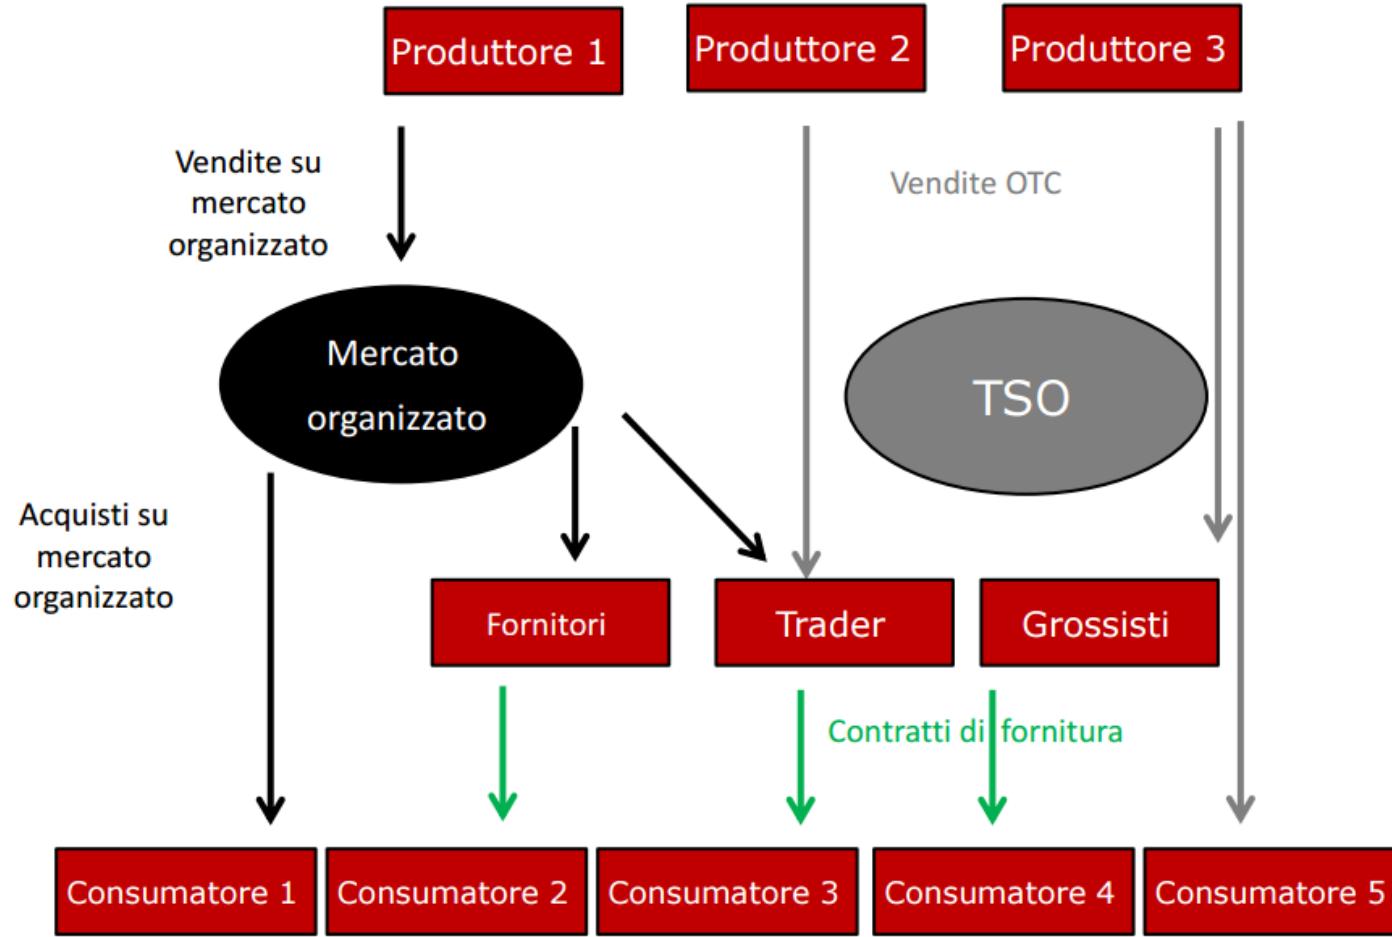 Produttore 1
Produttore 2
Produttore 3
Vendite su
mercato
organizzato
Vendite OTC
Mercato
organizzato
TSO
Acquisti su
mercato
organizzato
Fornitori
Trader
Grossisti
Contratti di fornitura
Consumatore 1
Consumatore 2
Consumatore 3
Consumatore 4
Consumatore 5